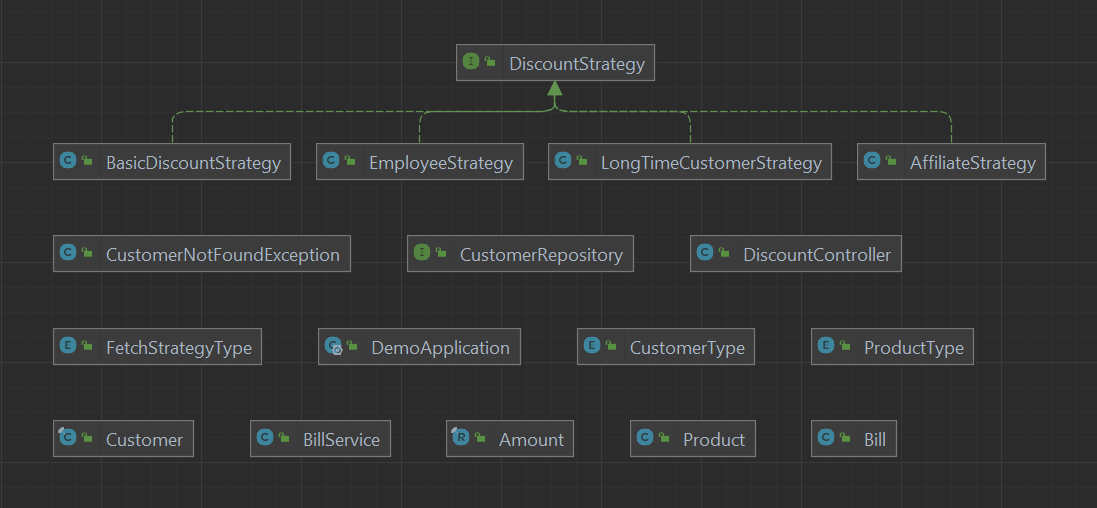 I DiscountStrategy
C BasicDiscountStrategy C EmployeeStrategy C LongTimeCustomerStrategy C AffiliateStrategy
C CustomerNotFoundException I CustomerRepository C DiscountController
E FetchStrategyType C DemoApplication E CustomerType E ProductType
C Customer C BillService R Amount C Product C Bill